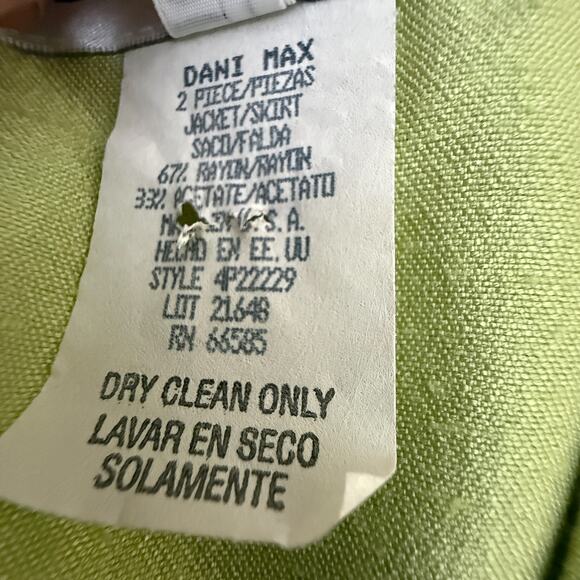 DANI MAX
2 PIECE/PIEZAS
JACKET/SKIRT
SACO/FALDA
67% RAYON/RAYON
33% ACETATE/ACETATO
S.A.
HECHO EN EE.UU
STYLE 4P22229
LOT 21648
RN 66585
DRY CLEAN ONLY
LAVAR EN SECO
SOLAMENTE